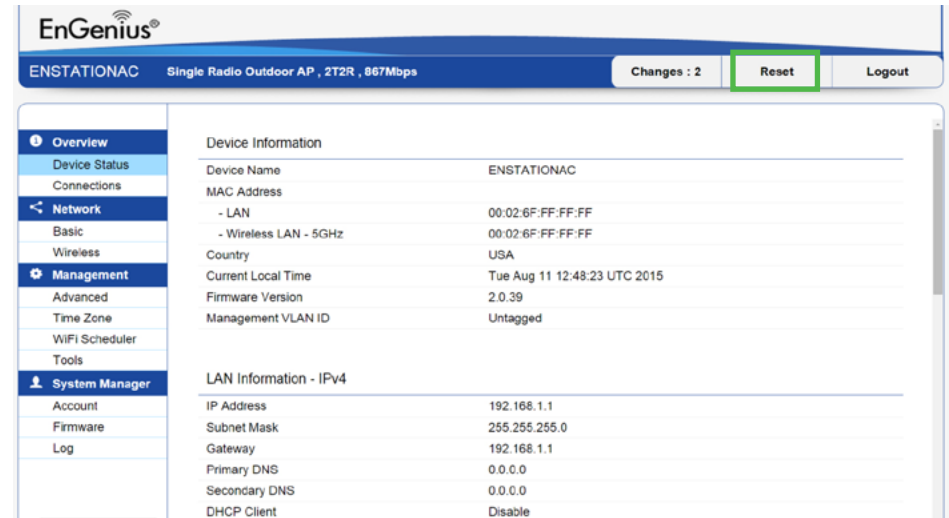 EnGenius®
ENSTATIONAC Single Radio Outdoor AP , 2T2R , 867Mbps Changes : 2 Reset Logout
Overview
Device Status
Connections
Network
Basic
Wireless
Management
Advanced
Time Zone
WiFi Scheduler
Tools
System Manager
Account
Firmware
Log
Device Information
Device Name ENSTATIONAC
MAC Address
- LAN 00:02:6F:FF:FF:FF
- Wireless LAN - 5GHz 00:02:6F:FF:FF:FF
Country USA
Current Local Time Tue Aug 11 12:48:23 UTC 2015
Firmware Version 2.0.39
Management VLAN ID Untagged
LAN Information - IPv4
IP Address 192.168.1.1
Subnet Mask 255.255.255.0
Gateway 192.168.1.1
Primary DNS 0.0.0.0
Secondary DNS 0.0.0.0
DHCP Client Disable